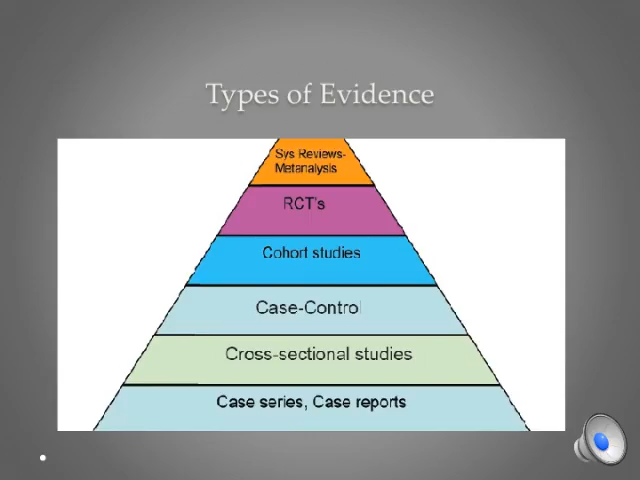 Types of Evidence
Sys Reviews-
Metanalysis
RCT's
Cohort studies
Case-Control
Cross-sectional studies
Case series, Case reports